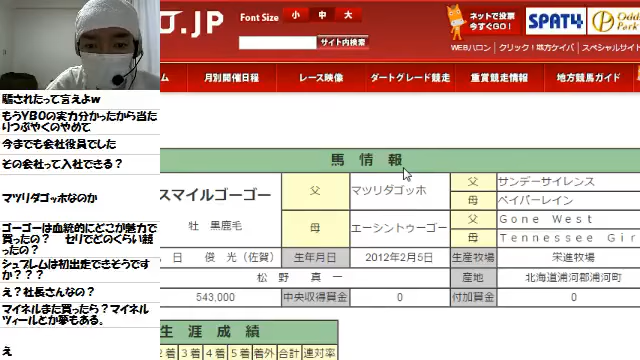 J.JP
Font Size 小 中 大
サイト内検索
ネットで投票
今すぐGO!
SPAT4
Odds
Park
WEBハロン│クリック!地方ケイバ│スペシャルサイト
ム 月別開催日程 レース映像 ダートグレード競走 重賞競走情報 地方競馬ガイド
騙されたって言えよw
もうYBOの実力分かったから当た
りつぶやくのやめて
今までも会社役員でした
その会社って入社できる?
マツリダゴッホなのか
ゴーゴーは血統的にどこが魅力で
買ったの? セリでどのくらい競
ったの?
シュプレムは初出走できそうです
か???
え?社長さんなの?
マイネルまた買ったら?マイネル
ツィールとか夢もある。
え
馬 情 報
スマイルゴーゴー
牡 黒鹿毛
父 マツリダゴッホ
父 サンデーサイレンス
母 ペイパーレイン
母 エーシントゥーゴー
父 Gone West
母 Tennessee Gir
日 俊 光(佐賀) 生年月日 2012年2月5日 生産牧場 栄進牧場
松 野 真 一 産地 北海道浦河郡浦河町
543,000 中央収得賞金 0 付加賞金 0
生 涯 成 績
2着 3着 4着 5着 着外 合計 連対率